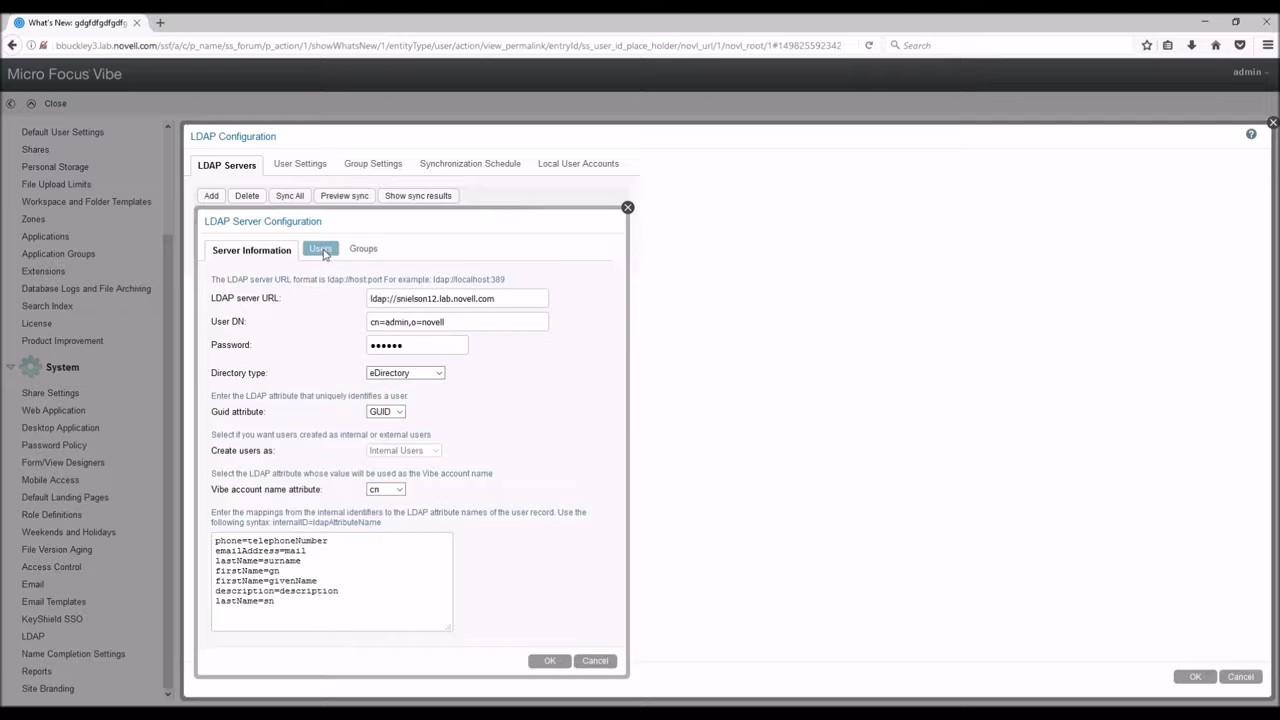 What's New: gdgfdfgdfgdfg
bbuckley3.lab.novell.com/ssf/a/c/p_name/ss_forum/p_action/1/showWhatsNew/1/entityType/user/action/view_permalink/entryId/ss_user_id_place_holder/novl_url/1/novl_root/1#149825592342
Search
Micro Focus Vibe
admin
Close
Default User Settings
Shares
Personal Storage
File Upload Limits
Workspace and Folder Templates
Zones
Applications
Application Groups
Extensions
Database Logs and File Archiving
Search Index
License
Product Improvement
System
Share Settings
Web Application
Desktop Application
Password Policy
Form/View Designers
Mobile Access
Default Landing Pages
Role Definitions
Weekends and Holidays
File Version Aging
Access Control
Email
Email Templates
KeyShield SSO
LDAP
Name Completion Settings
Reports
Site Branding
LDAP Configuration
?
LDAP Servers
User Settings
Group Settings
Synchronization Schedule
Local User Accounts
Add
Delete
Sync All
Preview sync
Show sync results
LDAP Server Configuration
Server Information
Users
Groups
The LDAP server URL format is ldap://host:port For example: ldap://localhost:389
LDAP server URL:
ldap://snielson12.lab.novell.com
User DN:
cn=admin,o=novell
Password:
••••••
Directory type:
eDirectory
Enter the LDAP attribute that uniquely identifies a user.
Guid attribute:
GUID
Select if you want users created as internal or external users
Create users as:
Internal Users
Select the LDAP attribute whose value will be used as the Vibe account name
Vibe account name attribute:
cn
Enter the mappings from the internal identifiers to the LDAP attribute names of the user record. Use the
following syntax: internalID=ldapAttributeName
phone=telephoneNumber
emailAddress=mail
lastName=surname
firstName=gn
firstName=givenName
description=description
lastName=sn
OK
Cancel
OK
Cancel